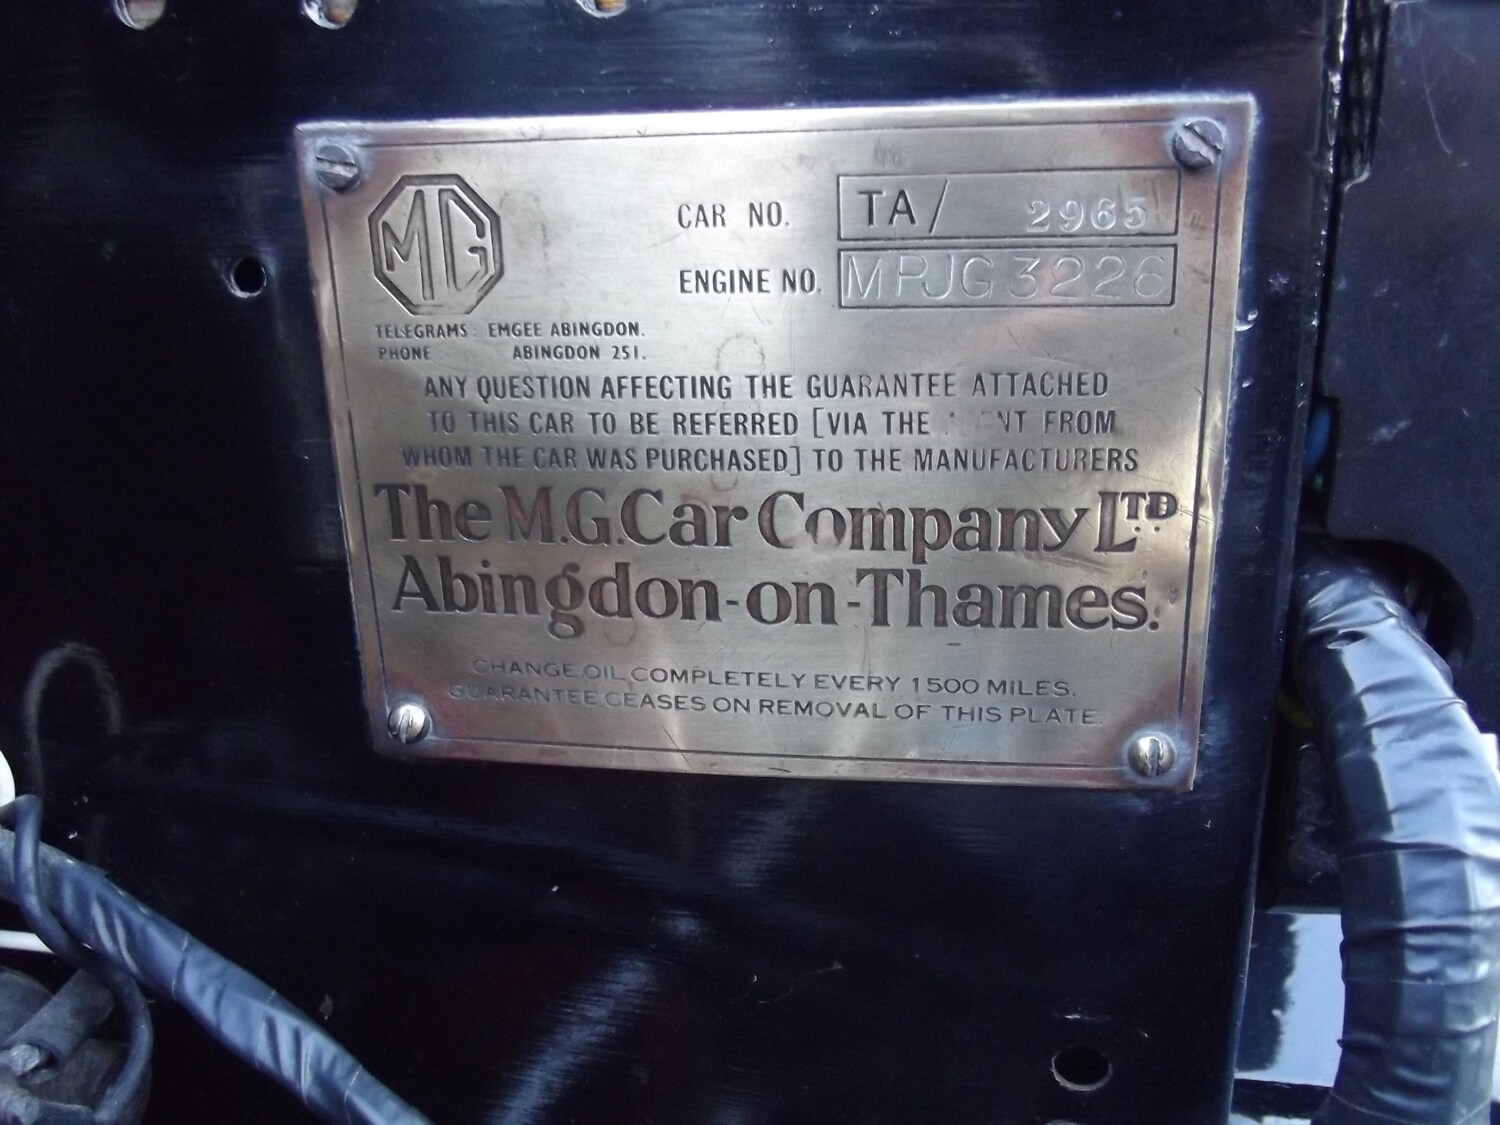 MG
CAR NO. TA/ 2965
ENGINE NO. MPJG 3226
TELEGRAMS: EMGEE ABINGDON.
PHONE ABINGDON 251.
ANY QUESTION AFFECTING THE GUARANTEE ATTACHED
TO THIS CAR TO BE REFERRED [VIA THE FROM
WHOM THE CAR WAS PURCHASED] TO THE MANUFACTURERS
The M.G. Car Company LTD
Abingdon-on-Thames.
CHANGE OIL COMPLETELY EVERY 1500 MILES.
GUARANTEE CEASES ON REMOVAL OF THIS PLATE.